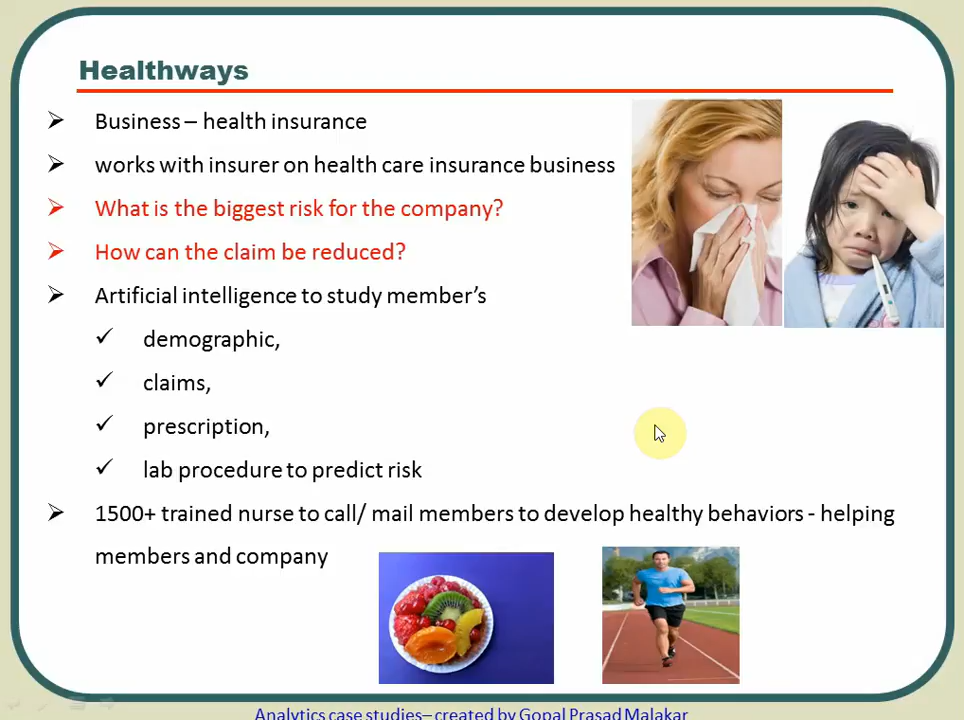 Healthways
Business – health insurance
works with insurer on health care insurance business
What is the biggest risk for the company?
How can the claim be reduced?
Artificial intelligence to study member's
demographic,
claims,
prescription,
lab procedure to predict risk
1500+ trained nurse to call/ mail members to develop healthy behaviors - helping
members and company
Analytics case studies– created by Gopal Prasad Malakar